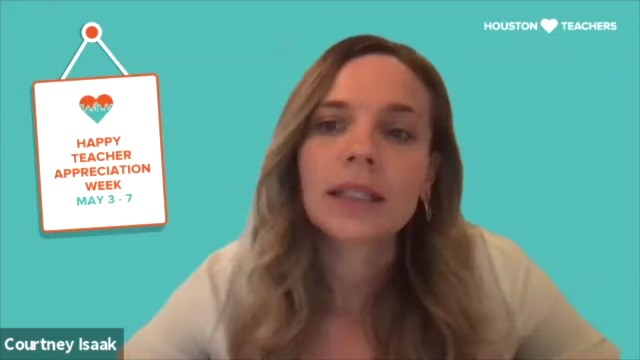 HOUSTON TEACHERS
HAPPY
TEACHER
APPRECIATION
WEEK
MAY 3 - 7
Courtney Isaak